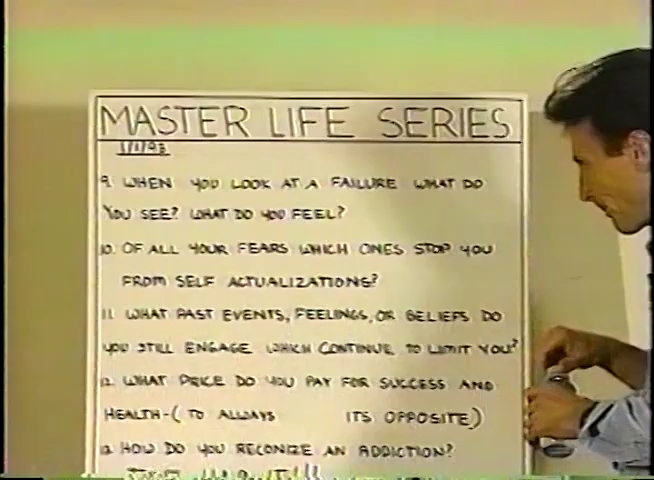 MASTER LIFE SERIES
1/1/93
9. WHEN YOU LOOK AT A FAILURE WHAT DO
YOU SEE? WHAT DO YOU FEEL?
10. OF ALL YOUR FEARS WHICH ONES STOP YOU
FROM SELF ACTUALIZATIONS?
11. WHAT PAST EVENTS, FEELINGS, OR BELIEFS DO
YOU STILL ENGAGE WHICH CONTINUE TO LIMIT YOU?
12. WHAT PRICE DO YOU PAY FOR SUCCESS AND
HEALTH-( TO ALWAYS ITS OPPOSITE)
13. HOW DO YOU RECONIZE AN ADDICTION?